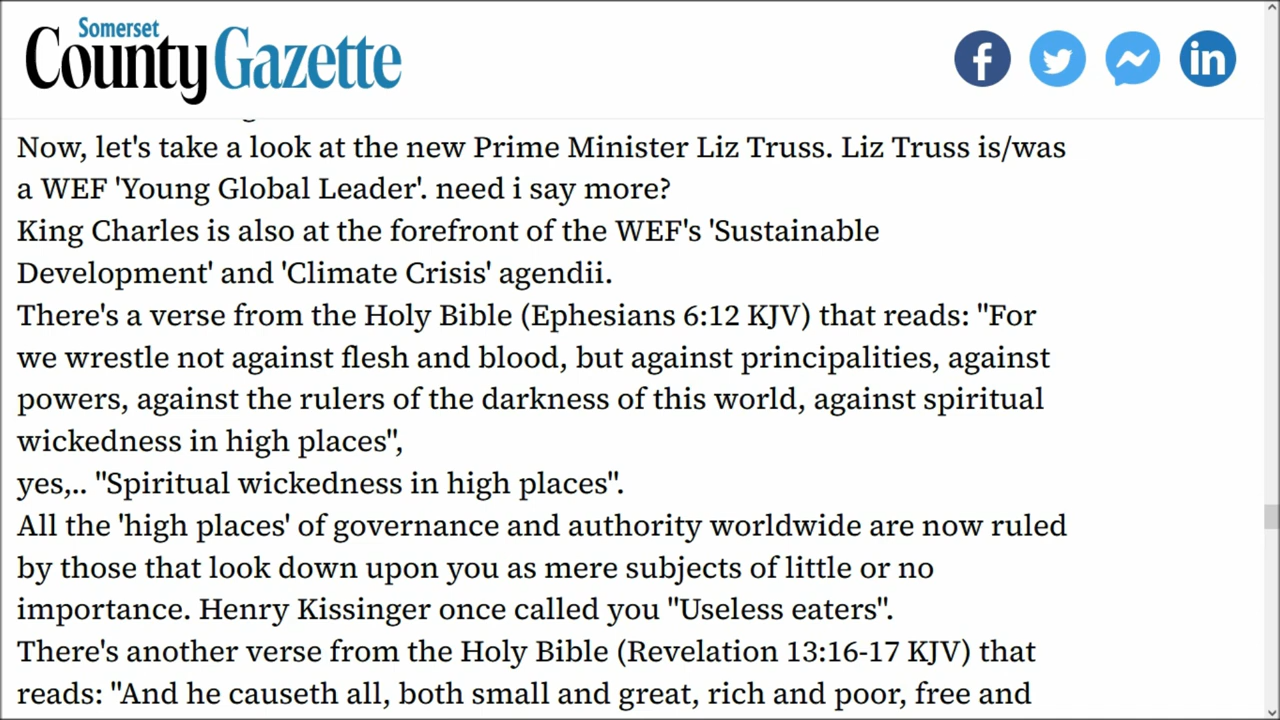 Somerset
County Gazette
Now, let's take a look at the new Prime Minister Liz Truss. Liz Truss is/was
a WEF 'Young Global Leader'. need i say more?
King Charles is also at the forefront of the WEF's 'Sustainable
Development' and 'Climate Crisis' agendii.
There's a verse from the Holy Bible (Ephesians 6:12 KJV) that reads: "For
we wrestle not against flesh and blood, but against principalities, against
powers, against the rulers of the darkness of this world, against spiritual
wickedness in high places",
yes,.. "Spiritual wickedness in high places".
All the 'high places' of governance and authority worldwide are now ruled
by those that look down upon you as mere subjects of little or no
importance. Henry Kissinger once called you "Useless eaters".
There's another verse from the Holy Bible (Revelation 13:16-17 KJV) that
reads: "And he causeth all, both small and great, rich and poor, free and